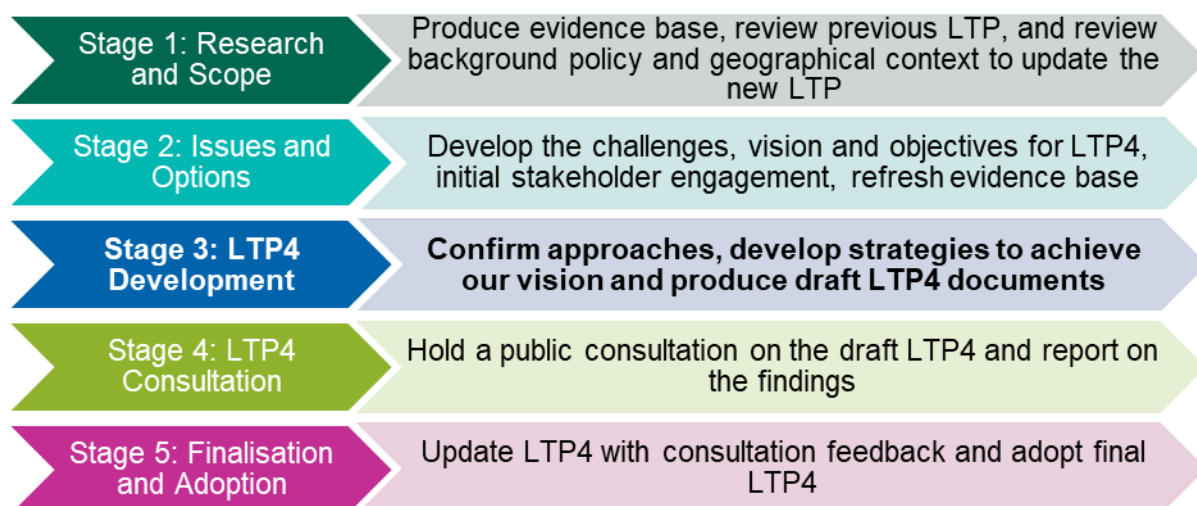 Stage 1: Research
and Scope
Produce evidence base, review previous LTP, and review
background policy and geographical context to update the
new LTP
Stage 2: Issues and
Options
Develop the challenges, vision and objectives for LTP4,
initial stakeholder engagement, refresh evidence base
Stage 3: LTP4
Development
Confirm approaches, develop strategies to achieve
our vision and produce draft LTP4 documents
Stage 4: LTP4
Consultation
Hold a public consultation on the draft LTP4 and report on
the findings
Stage 5: Finalisation
and Adoption
Update LTP4 with consultation feedback and adopt final
LTP4